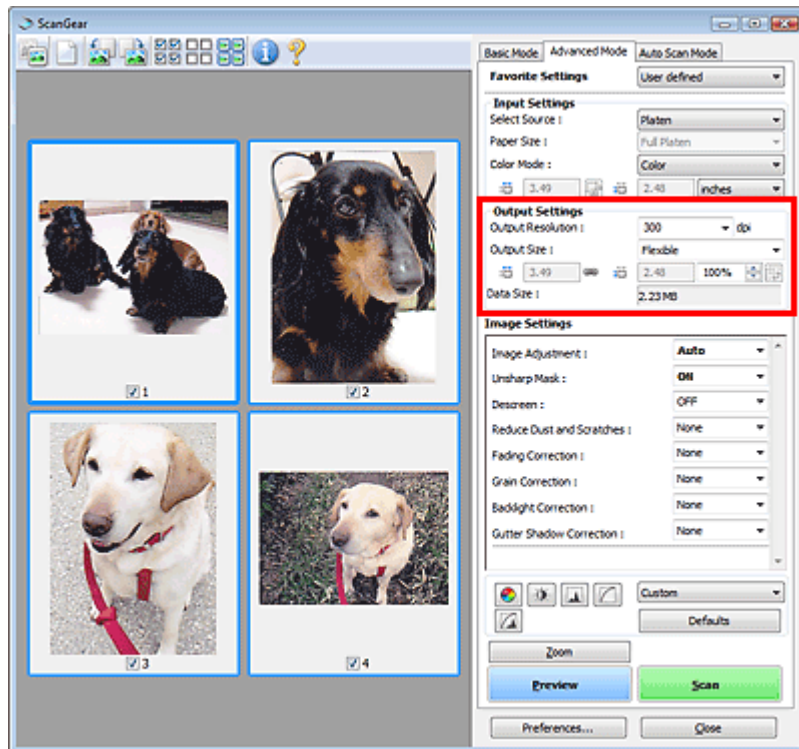 ScanGear
Basic Mode Advanced Mode Auto Scan Mode
Favorite Settings User defined
Input Settings
Select Source : Platen
Paper Size : Full Platen
Color Mode : Color
3.49 2.48 inches
Output Settings
Output Resolution : 300 dpi
Output Size : Flexible
3.49 2.48 100%
Data Size : 2.23 MB
Image Settings
Image Adjustment : Auto
Unsharp Mask : ON
Descreen : OFF
Reduce Dust and Scratches : None
Fading Correction : None
Grain Correction : None
Backlight Correction : None
Gutter Shadow Correction : None
Custom
Defaults
Zoom
Preview Scan
Preferences... Close
1
2
3
4